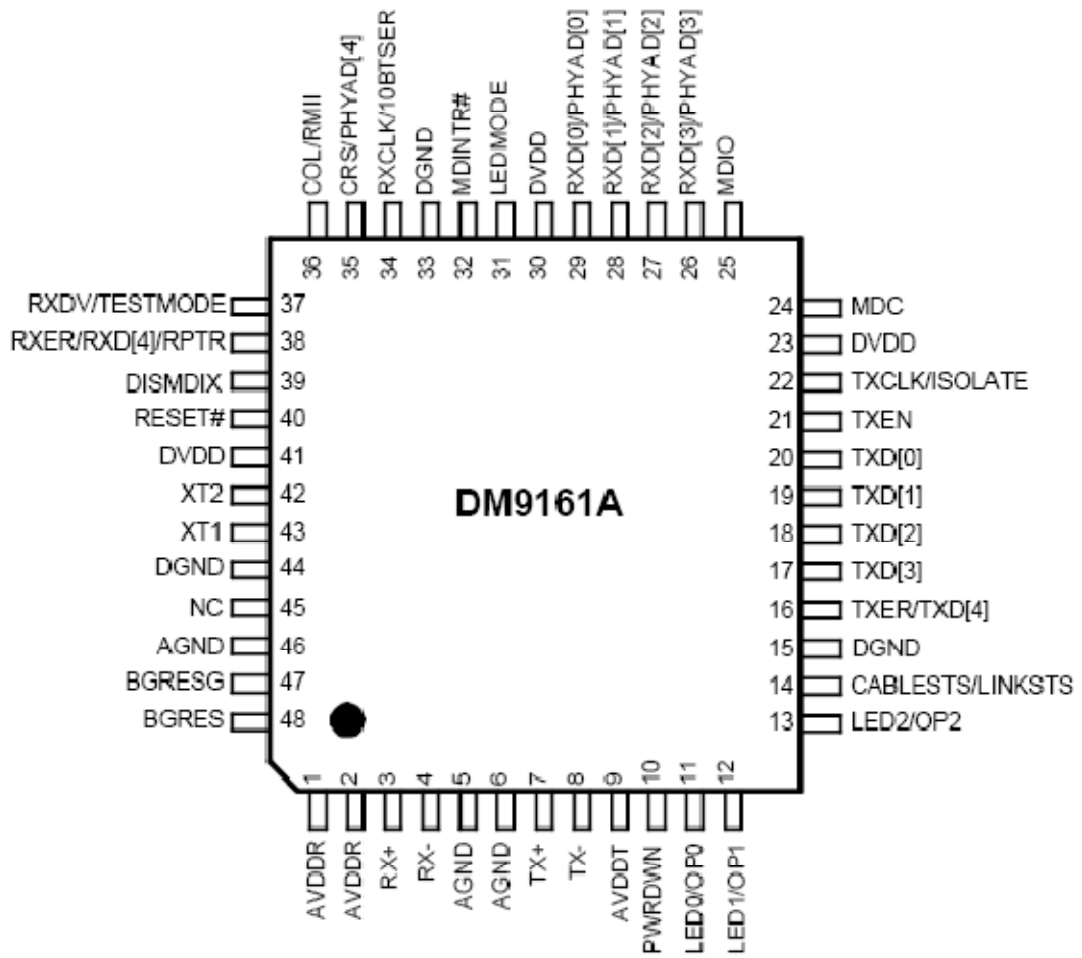 COL/RMII
CRS/PHYAD[4]
RXCLK/10BTSER
DGND
MDINTR#
LEDMODE
DVDD
RXD[0]/PHYAD[0]
RXD[1]/PHYAD[1]
RXD[2]/PHYAD[2]
RXD[3]/PHYAD[3]
MDIO
36
35
34
33
32
31
30
29
28
27
26
25
RXDV/TESTMODE 37
RXER/RXD[4]/RPTR 38
DISMDIX 39
RESET# 40
DVDD 41
XT2 42
XT1 43
DGND 44
NC 45
AGND 46
BGRESG 47
BGRES 48
DM9161A
24 MDC
23 DVDD
22 TXCLK/ISOLATE
21 TXEN
20 TXD[0]
19 TXD[1]
18 TXD[2]
17 TXD[3]
16 TXER/TXD[4]
15 DGND
14 CABLESTS/LINKSTS
13 LED2/OP2
1
2
3
4
5
6
7
8
9
10
11
12
AVDDR
AVDDR
RX+
RX-
AGND
AGND
TX+
TX-
AVDDT
PWRDWN
LED0/OP0
LED1/OP1